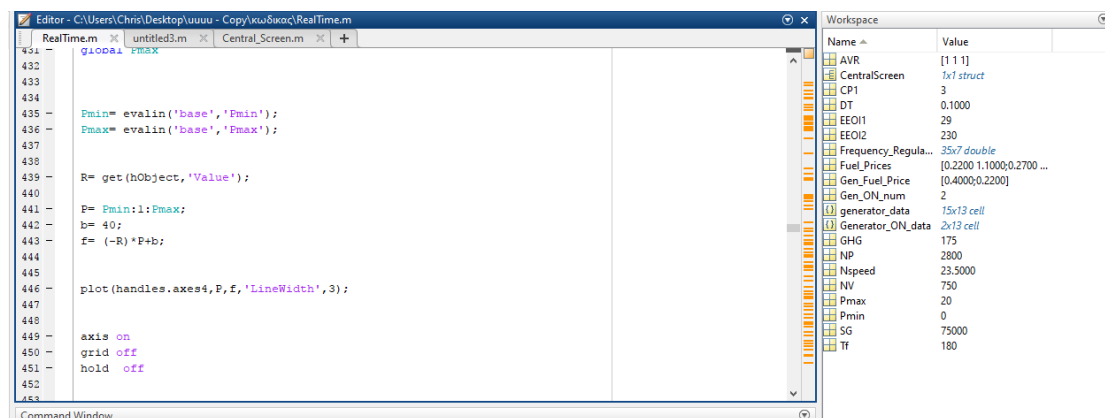 Editor - C:\Users\Chris\Desktop\uuuu - Copy\κωδικας\RealTime.m
RealTime.m × untitled3.m × Central_Screen.m × +
431 − global Pmax
432
433
434
435 − Pmin= evalin('base','Pmin');
436 − Pmax= evalin('base','Pmax');
437
438
439 − R= get(hObject,'Value');
440
441 − P= Pmin:1:Pmax;
442 − b= 40;
443 − f= (-R)*P+b;
444
445
446 − plot(handles.axes4,P,f,'LineWidth',3);
447
448
449 − axis on
450 − grid off
451 − hold  off
452
453
Command Window
Workspace
Name Value
AVR [1 1 1]
CentralScreen 1x1 struct
CP1 3
DT 0.1000
EEOI1 29
EEOI2 230
Frequency_Regula... 35x7 double
Fuel_Prices [0.2200 1.1000;0.2700 ...
Gen_Fuel_Price [0.4000;0.2200]
Gen_ON_num 2
generator_data 15x13 cell
Generator_ON_data 2x13 cell
GHG 175
NP 2800
Nspeed 23.5000
NV 750
Pmax 20
Pmin 0
SG 75000
Tf 180